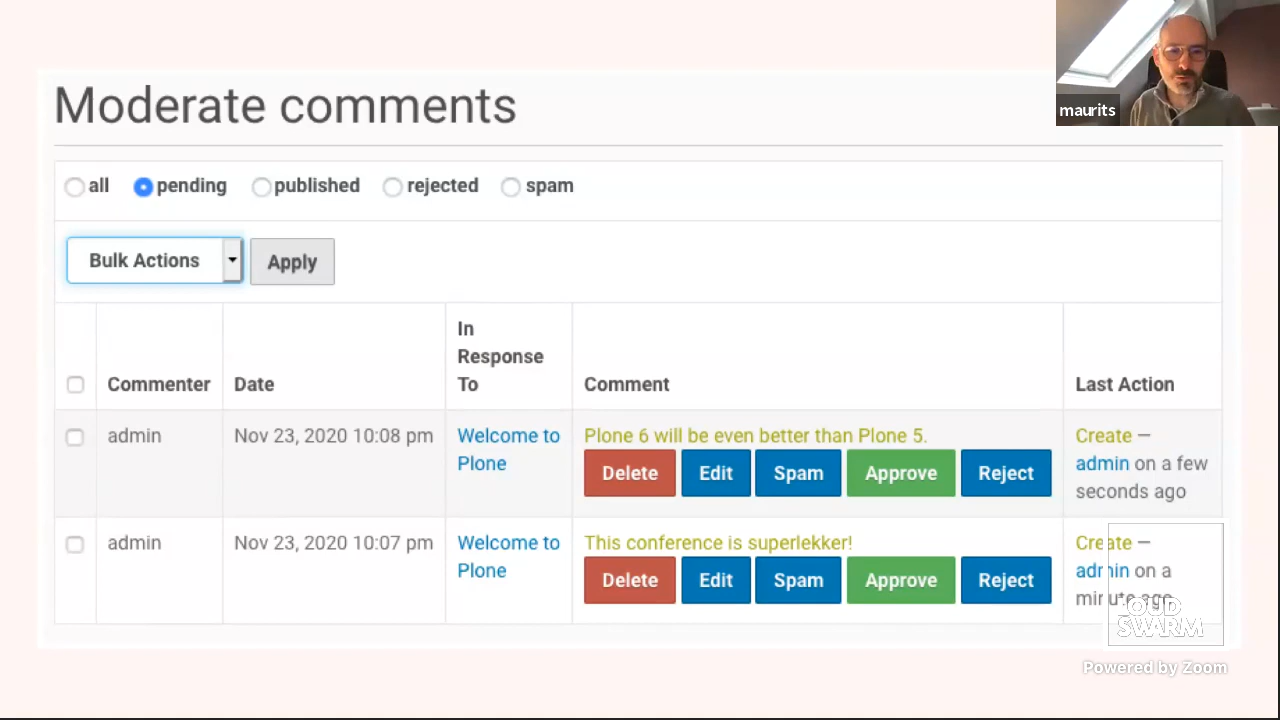 Moderate comments
maurits
all pending published rejected spam
Bulk Actions Apply
Commenter Date In Response To Comment Last Action
admin Nov 23, 2020 10:08 pm Welcome to Plone Plone 6 will be even better than Plone 5. Create — admin on a few seconds ago
Delete Edit Spam Approve Reject
admin Nov 23, 2020 10:07 pm Welcome to Plone This conference is superlekker! Create — admin on a minute ago
Delete Edit Spam Approve Reject
SWARM
Powered by Zoom